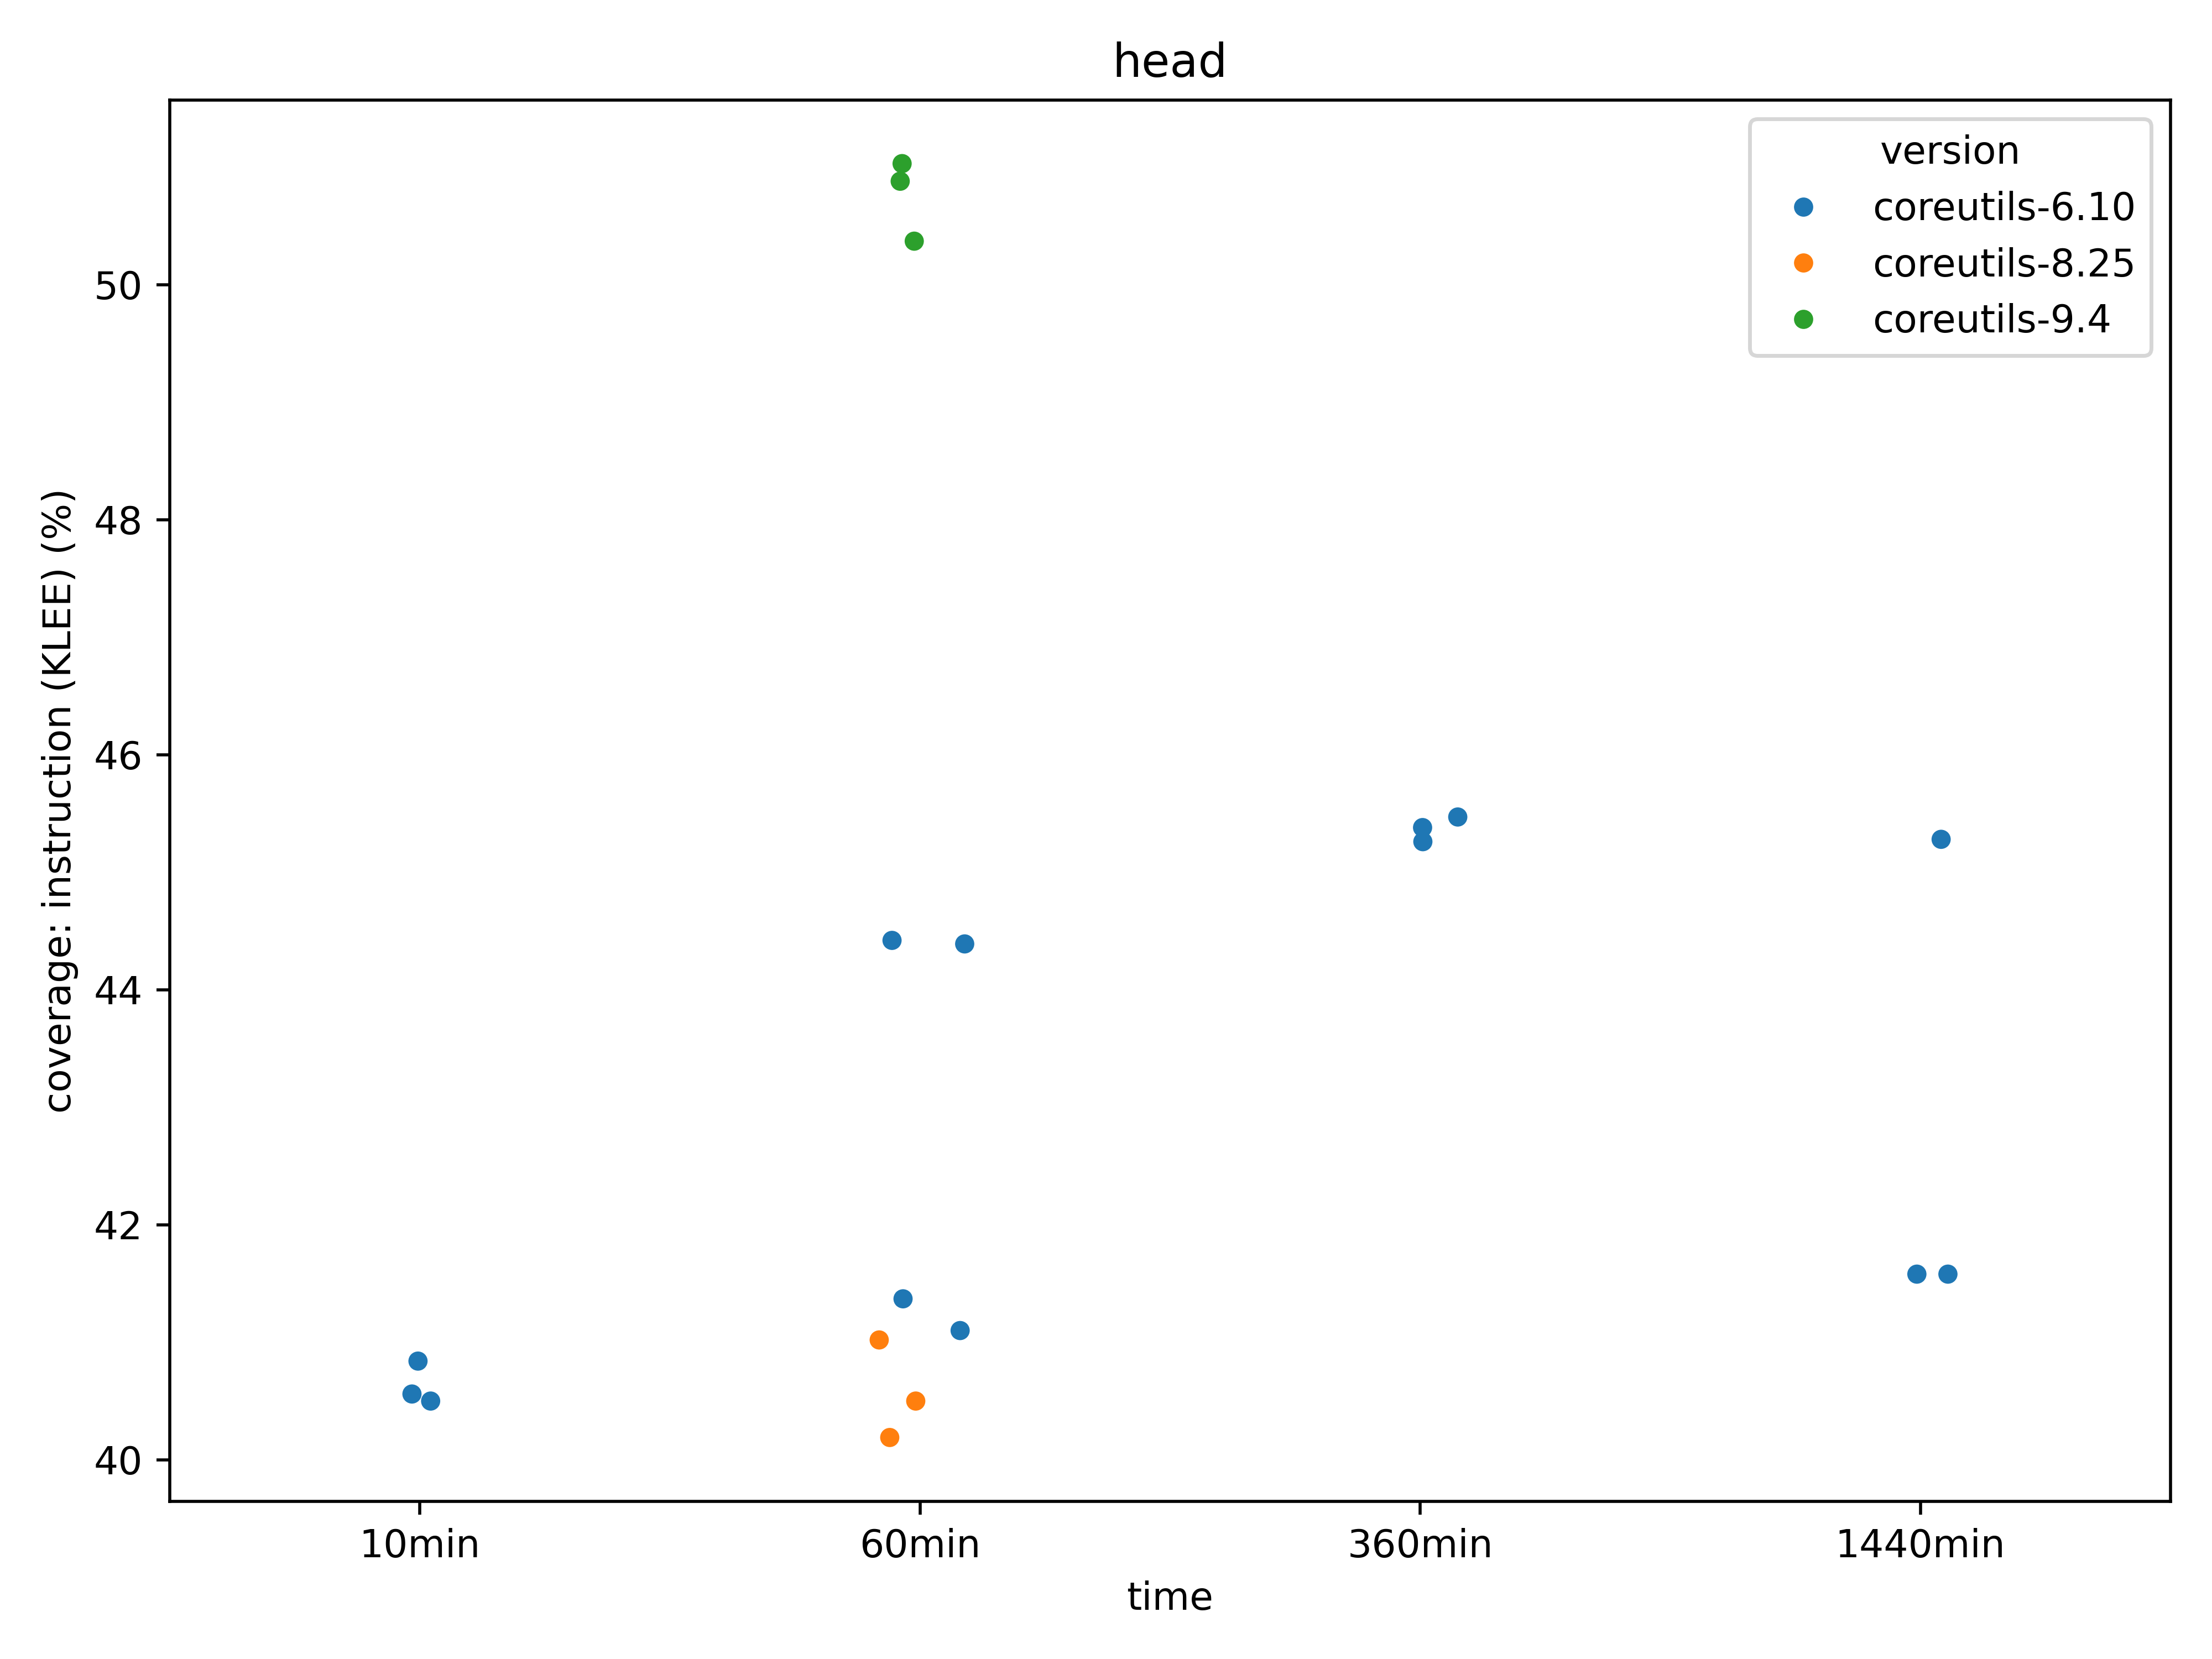 head
version
coreutils-6.10
coreutils-8.25
coreutils-9.4
coverage: instruction (KLEE) (%)
50
48
46
44
42
40
10min 60min 360min 1440min
time